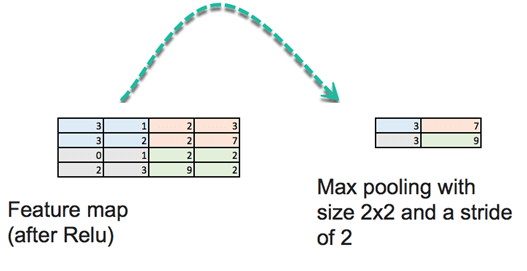 3 1 2 3
3 2 2 7
0 1 2 2
2 3 9 2
Feature map
(after Relu)
3 7
3 9
Max pooling with
size 2x2 and a stride
of 2